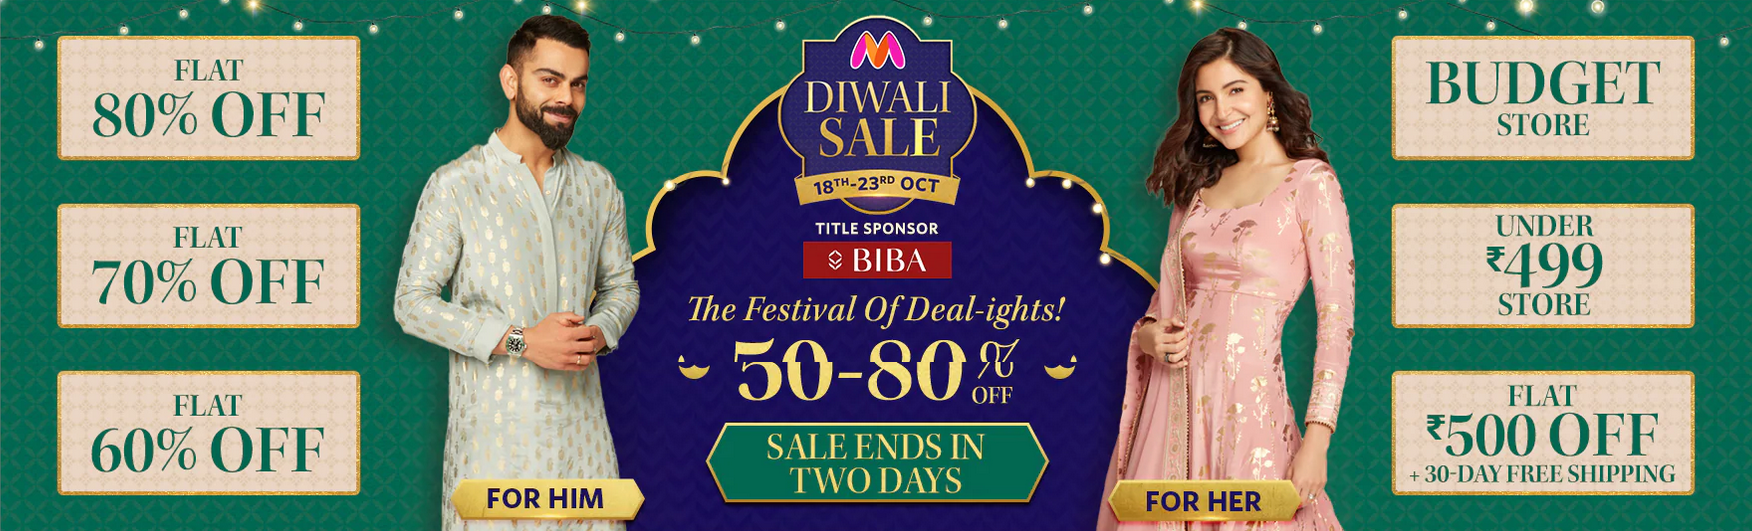 FLAT
80% OFF
FLAT
70% OFF
FLAT
60% OFF
FOR HIM
DIWALI
SALE
18TH-23RD OCT
TITLE SPONSOR
BIBA
The Festival Of Deal-ights!
50-80%
OFF
SALE ENDS IN
TWO DAYS
FOR HER
BUDGET
STORE
UNDER
₹499
STORE
FLAT
₹500 OFF
+ 30-DAY FREE SHIPPING